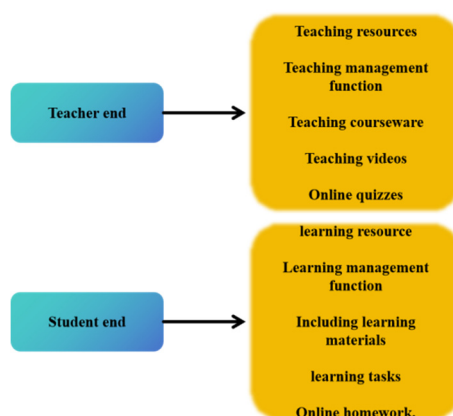 Teacher end
Teaching resources
Teaching management
function
Teaching courseware
Teaching videos
Online quizzes
Student end
learning resource
Learning management
function
Including learning
materials
learning tasks
Online homework.